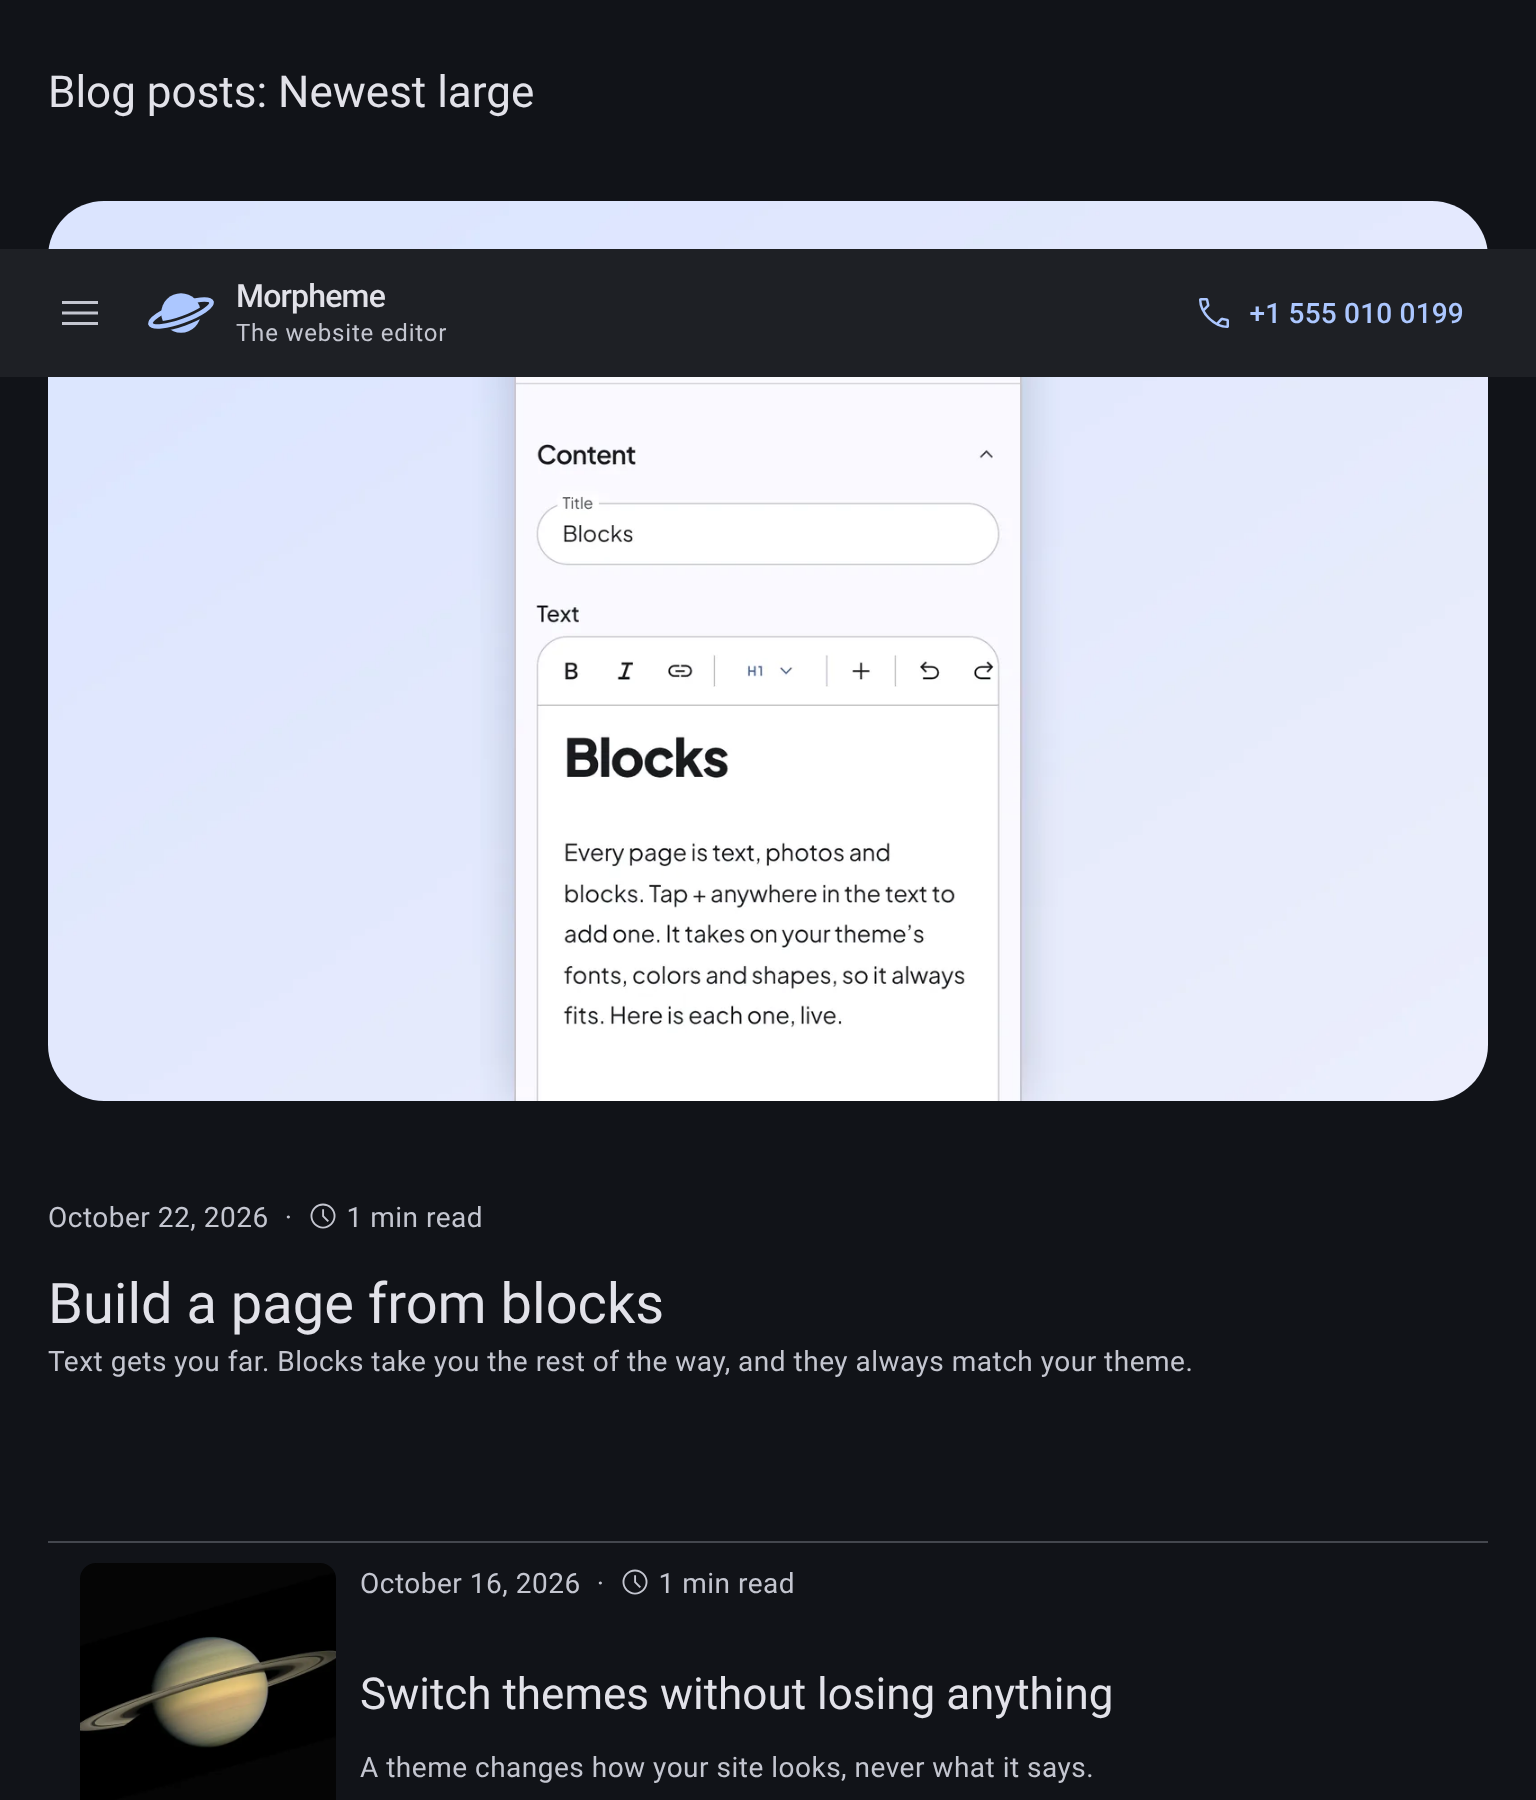 Blog posts: Newest large
Morpheme
The website editor
+1 555 010 0199
Content
Title
Blocks
Text
B I H1
Blocks
Every page is text, photos and
blocks. Tap + anywhere in the text to
add one. It takes on your theme’s
fonts, colors and shapes, so it always
fits. Here is each one, live.
October 22, 2026 · 1 min read
Build a page from blocks
Text gets you far. Blocks take you the rest of the way, and they always match your theme.
October 16, 2026 · 1 min read
Switch themes without losing anything
A theme changes how your site looks, never what it says.